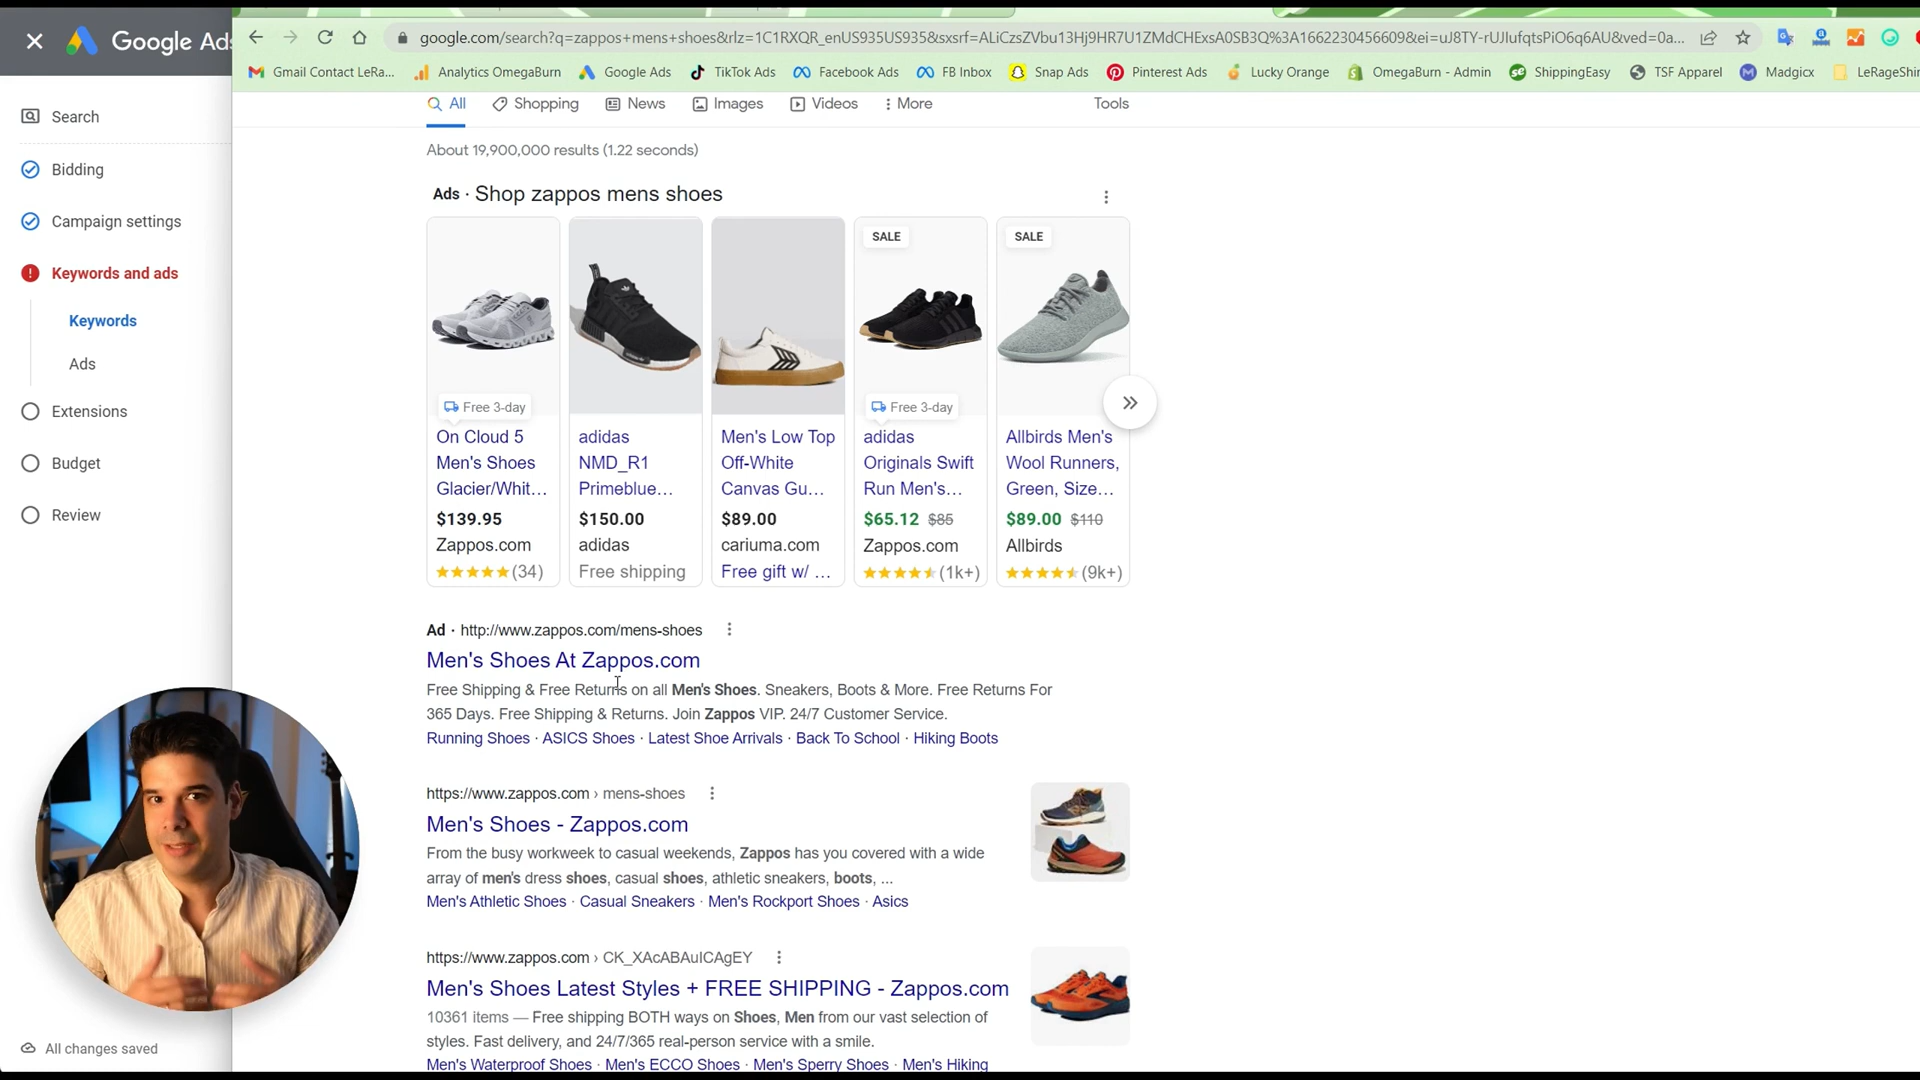 Google Ads
Search
Bidding
Campaign settings
Keywords and ads
Keywords
Ads
Extensions
Budget
Review
All changes saved
google.com/search?q=zappos+mens+shoes&rlz=1C1RXQR_enUS935US935&sxsrf=ALiCzsZVbu13Hj9HR7U1ZMdCHExsA0SB3Q%3A1662230456609&ei=uJ8TY-rUJIufqtsPiO6q6AU&ved=0a...
Gmail Contact LeRa...
Analytics OmegaBurn
Google Ads
TikTok Ads
Facebook Ads
FB Inbox
Snap Ads
Pinterest Ads
Lucky Orange
OmegaBurn - Admin
ShippingEasy
TSF Apparel
Madgicx
LeRageShir
All
Shopping
News
Images
Videos
More
Tools
About 19,900,000 results (1.22 seconds)
Ads · Shop zappos mens shoes
Free 3-day
On Cloud 5
Men's Shoes
Glacier/Whit...
$139.95
Zappos.com
(34)
adidas
NMD_R1
Primeblue...
$150.00
adidas
Free shipping
Men's Low Top
Off-White
Canvas Gu...
$89.00
cariuma.com
Free gift w/ ...
SALE
Free 3-day
adidas
Originals Swift
Run Men's...
$65.12 $85
Zappos.com
(1k+)
SALE
Allbirds Men's
Wool Runners,
Green, Size...
$89.00 $110
Allbirds
(9k+)
Ad · http://www.zappos.com/mens-shoes
Men's Shoes At Zappos.com
Free Shipping & Free Returns on all Men's Shoes. Sneakers, Boots & More. Free Returns For
365 Days. Free Shipping & Returns. Join Zappos VIP. 24/7 Customer Service.
Running Shoes · ASICS Shoes · Latest Shoe Arrivals · Back To School · Hiking Boots
https://www.zappos.com › mens-shoes
Men's Shoes - Zappos.com
From the busy workweek to casual weekends, Zappos has you covered with a wide
array of men's dress shoes, casual shoes, athletic sneakers, boots, ...
Men's Athletic Shoes · Casual Sneakers · Men's Rockport Shoes · Asics
https://www.zappos.com › CK_XAcABAuICAgEY
Men's Shoes Latest Styles + FREE SHIPPING - Zappos.com
10361 items — Free shipping BOTH ways on Shoes, Men from our vast selection of
styles. Fast delivery, and 24/7/365 real-person service with a smile.
Men's Waterproof Shoes · Men's ECCO Shoes · Men's Sperry Shoes · Men's Hiking